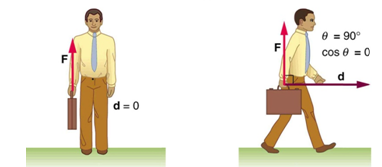 F
d = 0
F
θ = 90°
cos θ = 0
d